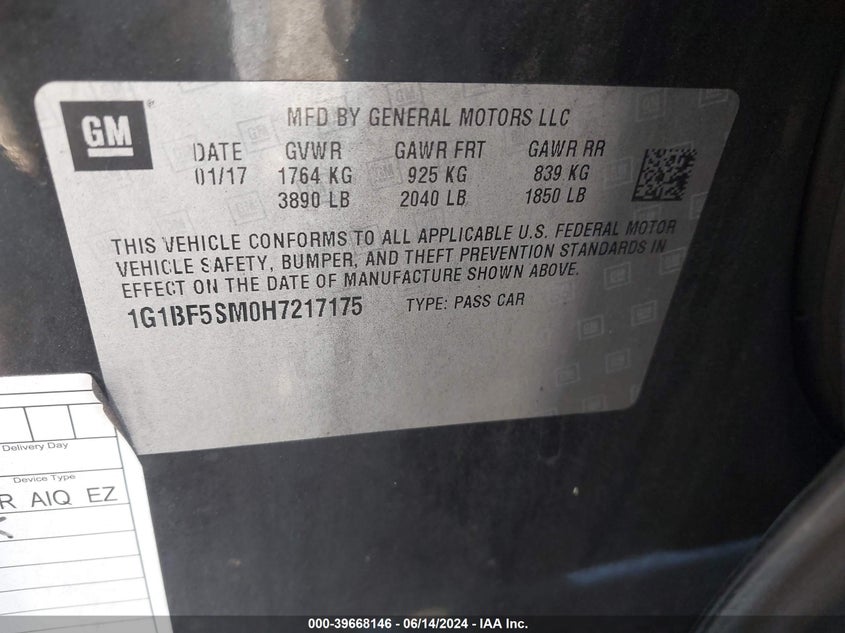 GM
MFD BY GENERAL MOTORS LLC
DATE GVWR GAWR FRT GAWR RR
01/17 1764 KG 925 KG 839 KG
3890 LB 2040 LB 1850 LB
THIS VEHICLE CONFORMS TO ALL APPLICABLE U.S. FEDERAL MOTOR
VEHICLE SAFETY, BUMPER, AND THEFT PREVENTION STANDARDS IN
EFFECT ON THE DATE OF MANUFACTURE SHOWN ABOVE.
1G1BF5SM0H7217175 TYPE: PASS CAR
Delivery Day
Device Type
R AIQ EZ
000-39668146 / 06/14/2024 - IAA Inc.